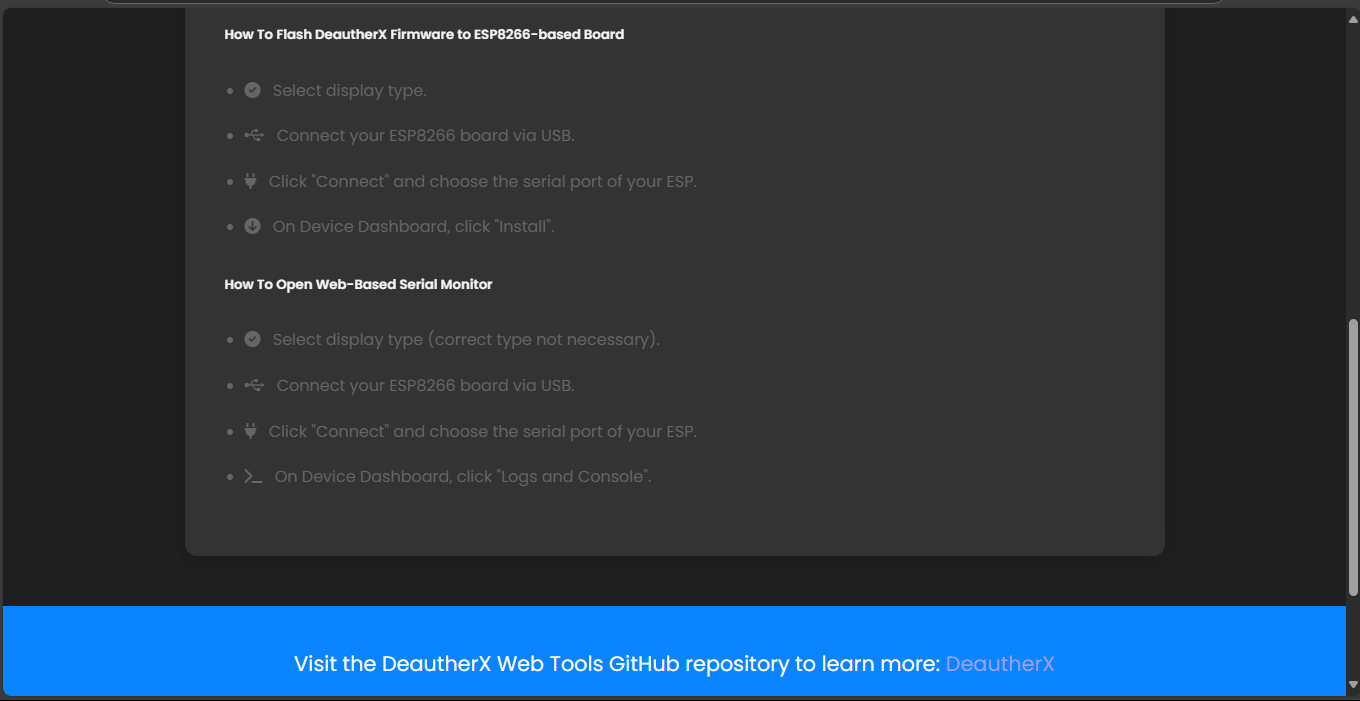 How To Flash DeautherX Firmware to ESP8266-based Board
Select display type.
Connect your ESP8266 board via USB.
Click "Connect" and choose the serial port of your ESP.
On Device Dashboard, click "Install".
How To Open Web-Based Serial Monitor
Select display type (correct type not necessary).
Connect your ESP8266 board via USB.
Click "Connect" and choose the serial port of your ESP.
On Device Dashboard, click "Logs and Console".
Visit the DeautherX Web Tools GitHub repository to learn more: DeautherX